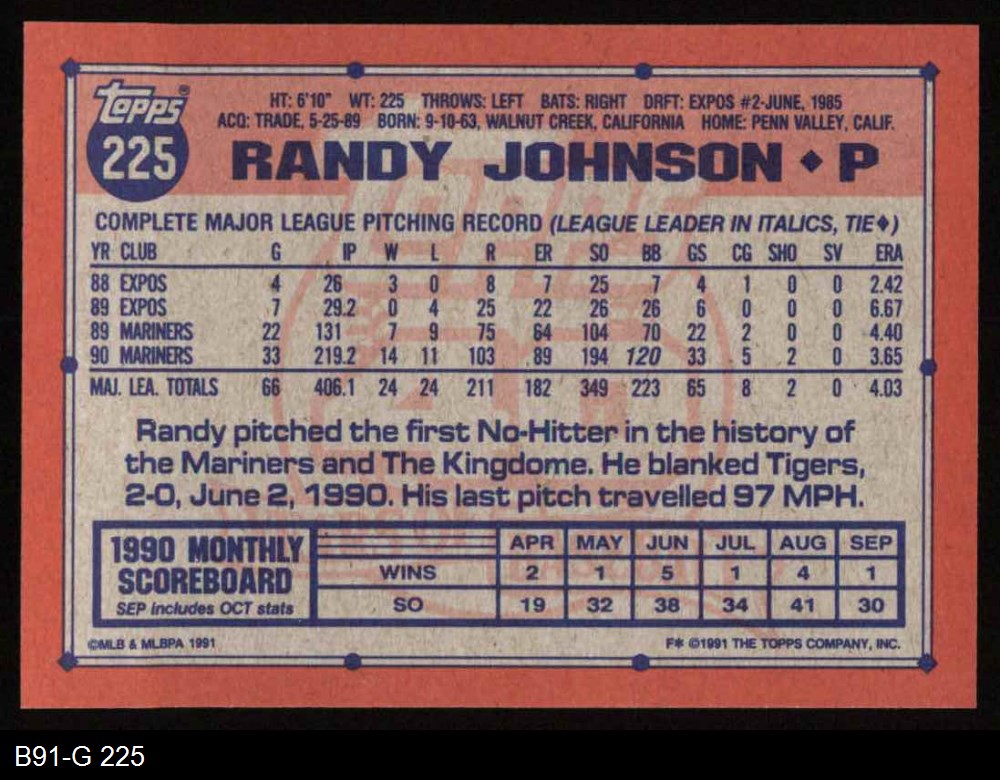 Topps®
225
HT: 6'10" WT: 225 THROWS: LEFT BATS: RIGHT DRFT: EXPOS #2-JUNE, 1985
ACQ: TRADE, 5-25-89 BORN: 9-10-63, WALNUT CREEK, CALIFORNIA HOME: PENN VALLEY, CALIF.
RANDY JOHNSON ♦ P
COMPLETE MAJOR LEAGUE PITCHING RECORD (LEAGUE LEADER IN ITALICS, TIE♦)
YR CLUB G IP W L R ER SO BB GS CG SHO SV ERA
88 EXPOS 4 26 3 0 8 7 25 7 4 1 0 0 2.42
89 EXPOS 7 29.2 0 4 25 22 26 26 6 0 0 0 6.67
89 MARINERS 22 131 7 9 75 64 104 70 22 2 0 0 4.40
90 MARINERS 33 219.2 14 11 103 89 194 120 33 5 2 0 3.65
MAJ. LEA. TOTALS 66 406.1 24 24 211 182 349 223 65 8 2 0 4.03
Randy pitched the first No-Hitter in the history of
the Mariners and The Kingdome. He blanked Tigers,
2-0, June 2, 1990. His last pitch travelled 97 MPH.
1990 MONTHLY
SCOREBOARD
SEP includes OCT stats
APR MAY JUN JUL AUG SEP
WINS 2 1 5 1 4 1
SO 19 32 38 34 41 30
©MLB & MLBPA 1991 F* ©1991 THE TOPPS COMPANY, INC.
B91-G 225